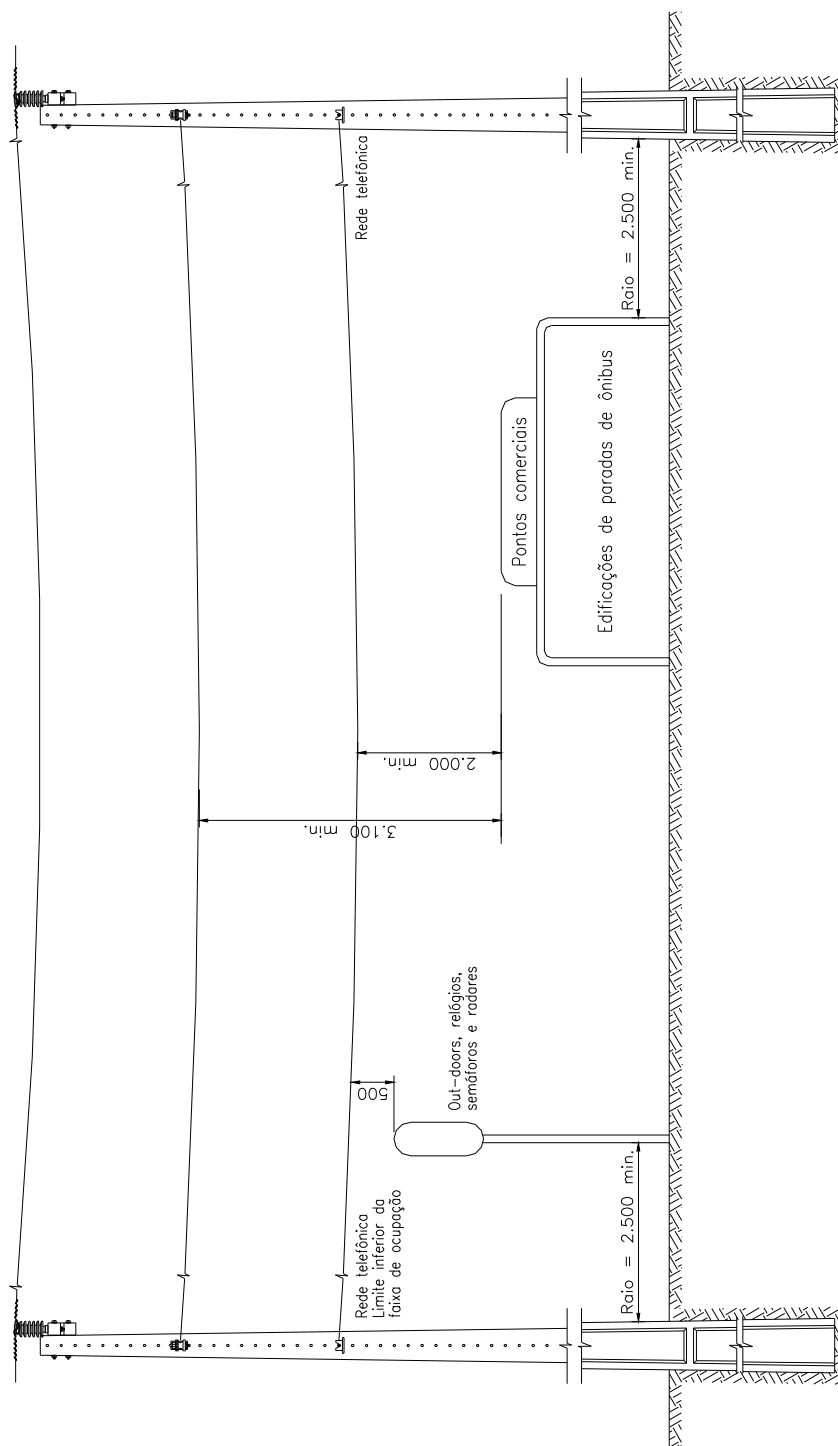 Rede telefônica
Limite inferior da
faixa de ocupação
Rede telefônica
500
Out-doors, relógios,
semáforos e radares
3.100 min.
2.000 min.
Pontos comerciais
Edificações de paradas de ônibus
Raio = 2.500 min.
Raio = 2.500 min.